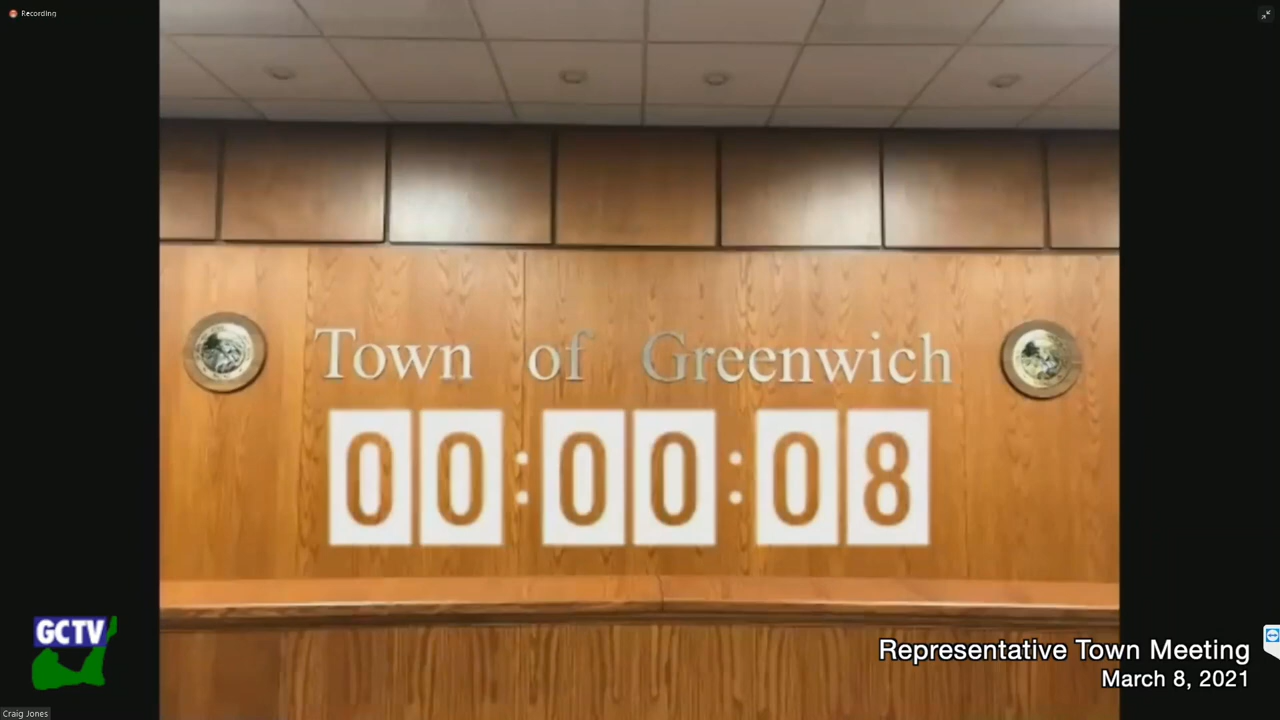 Recording
Town of Greenwich
00:00:08
GCTV
Representative Town Meeting
March 8, 2021
Craig Jones